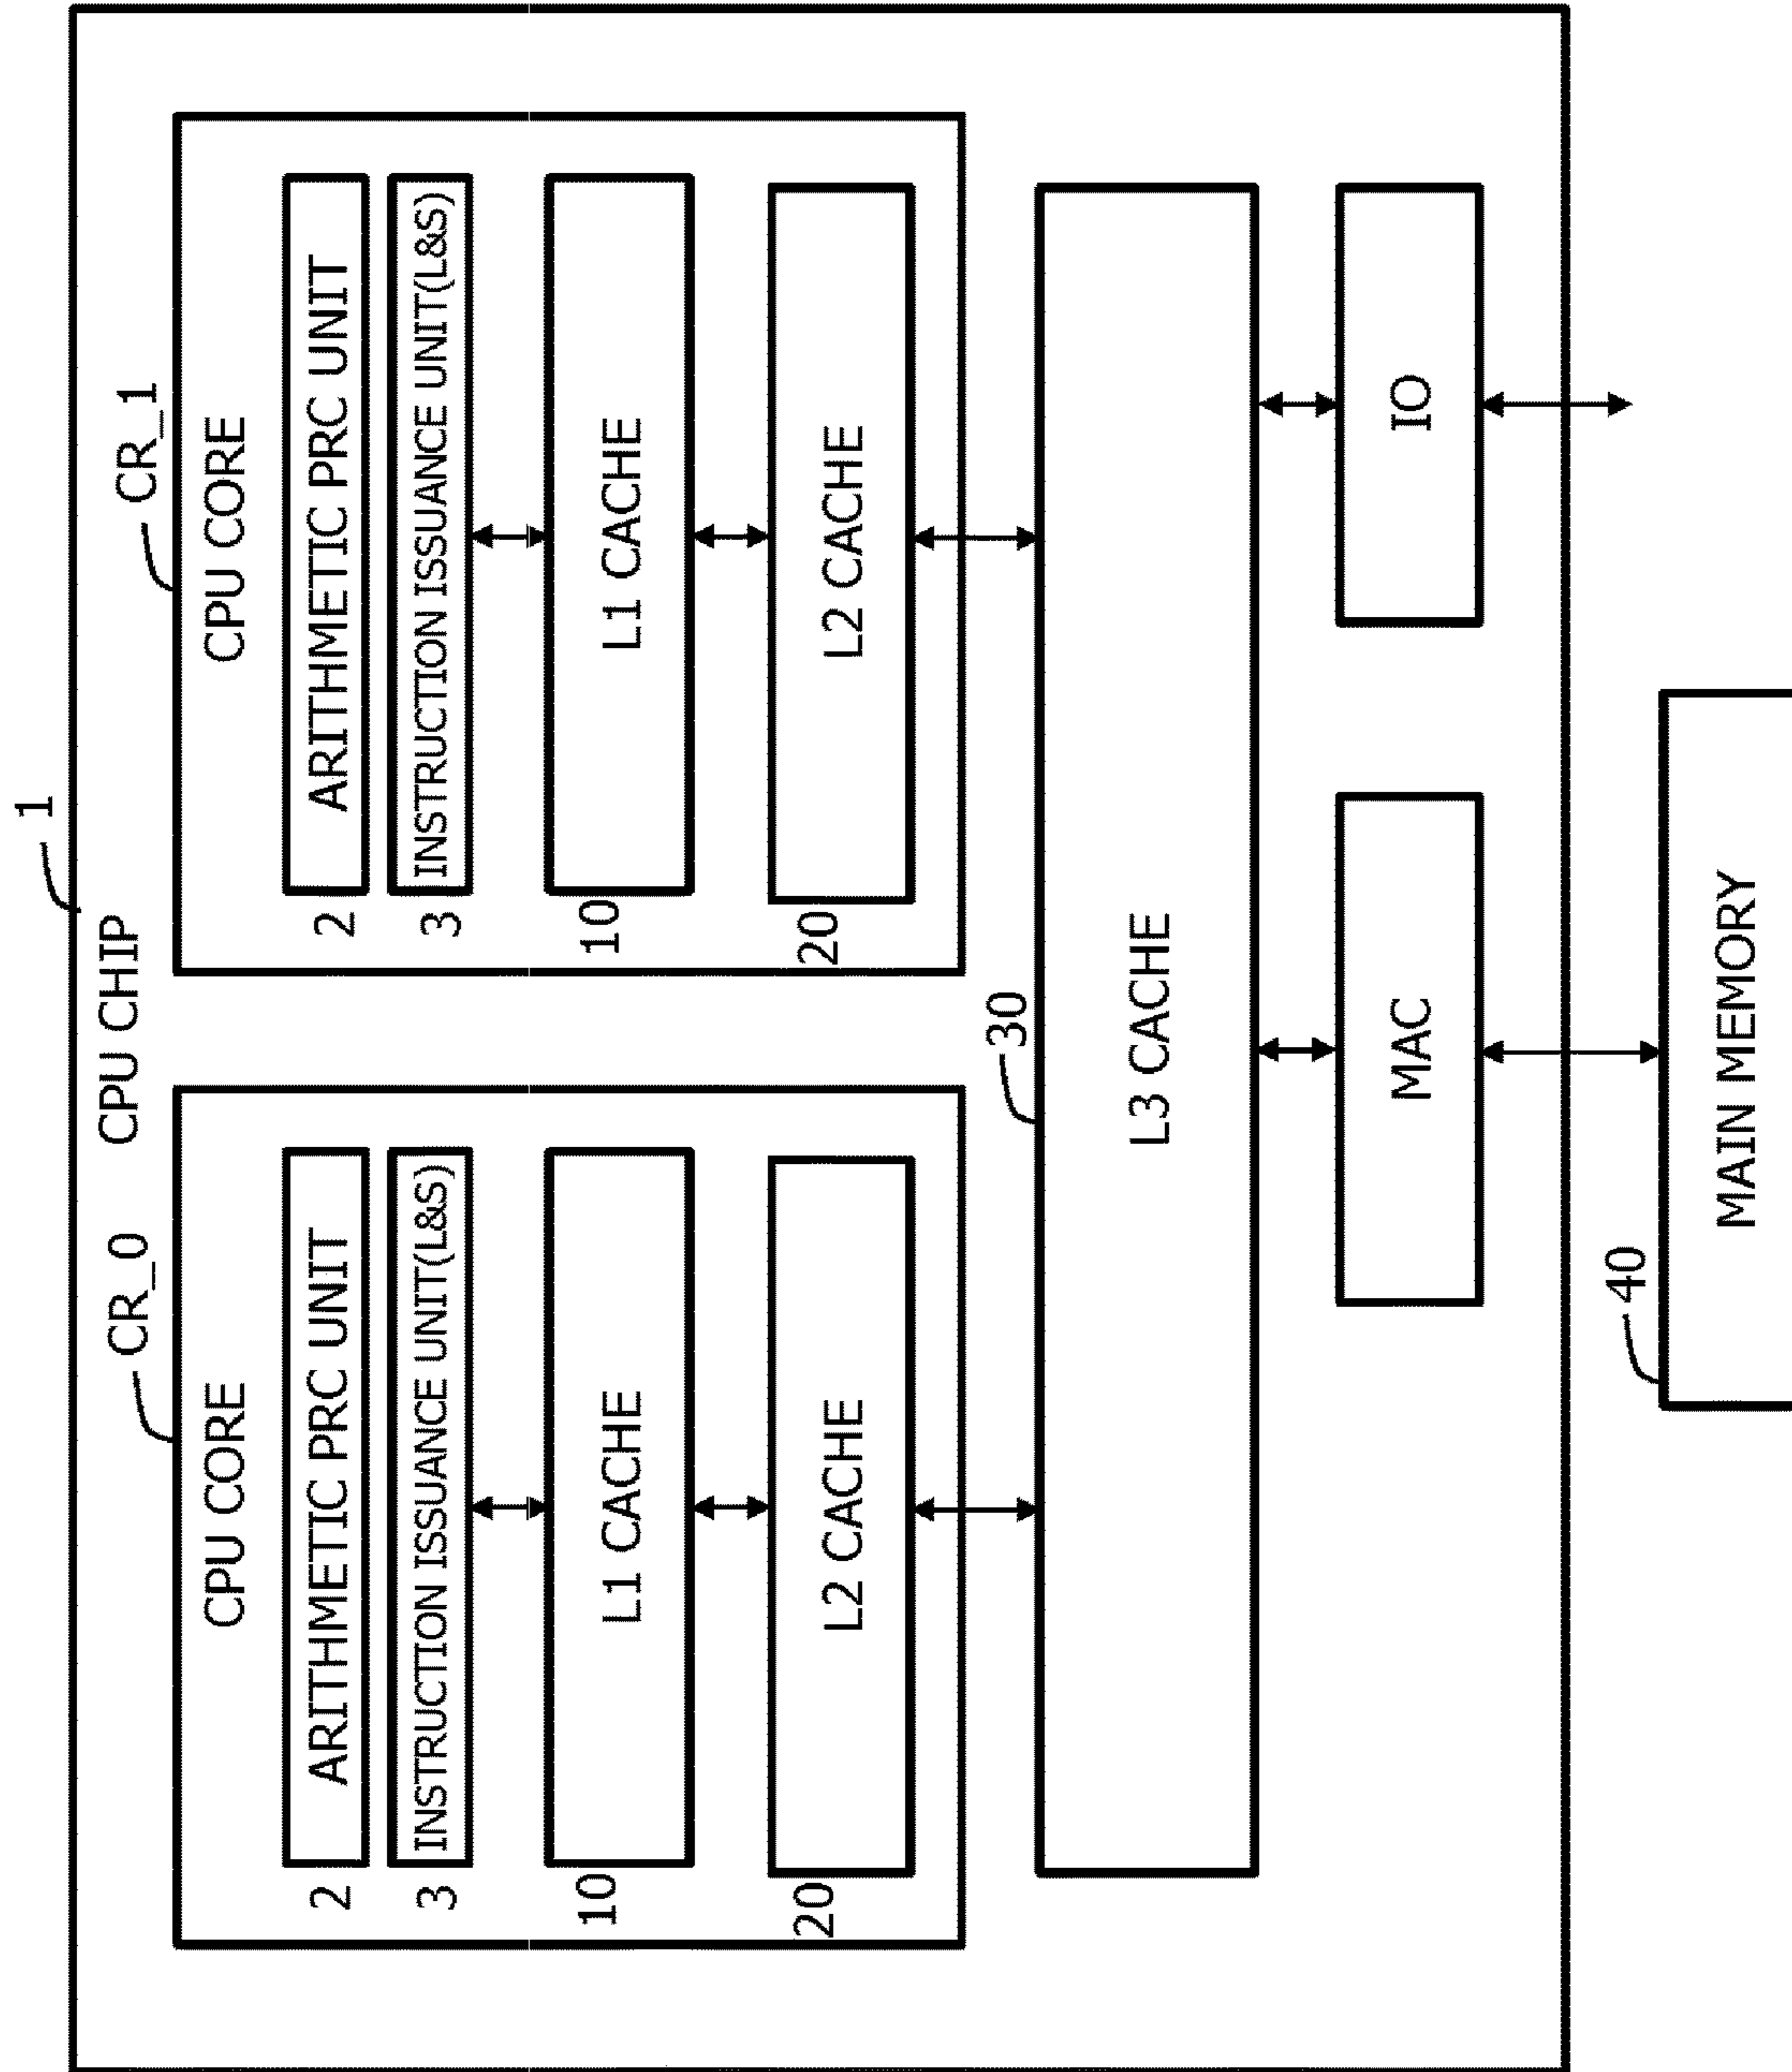 1
CPU CHIP
CR_0
CPU CORE
ARITHMETIC PRC UNIT
2
INSTRUCTION ISSUANCE UNIT(L&S)
3
L1 CACHE
10
L2 CACHE
20
CR_1
CPU CORE
ARITHMETIC PRC UNIT
2
INSTRUCTION ISSUANCE UNIT(L&S)
3
L1 CACHE
10
L2 CACHE
20
30
L3 CACHE
MAC
IO
40
MAIN MEMORY